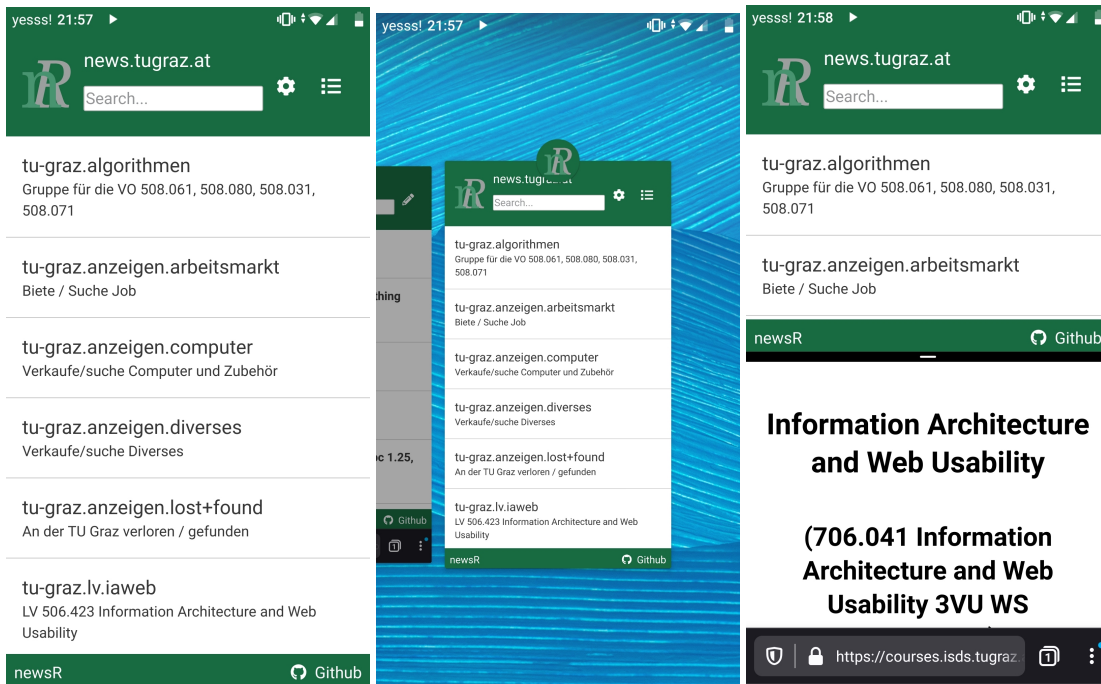 yesss! 21:57
nR
news.tugraz.at
Search...
tu-graz.algorithmen
Gruppe für die VO 508.061, 508.080, 508.031,
508.071
tu-graz.anzeigen.arbeitsmarkt
Biete / Suche Job
tu-graz.anzeigen.computer
Verkaufe/suche Computer und Zubehör
tu-graz.anzeigen.diverses
Verkaufe/suche Diverses
tu-graz.anzeigen.lost+found
An der TU Graz verloren / gefunden
tu-graz.lv.iaweb
LV 506.423 Information Architecture and Web
Usability
newsR Github
yesss! 21:57
nR
nR
news.tugraz.at
Search...
tu-graz.algorithmen
Gruppe für die VO 508.061, 508.080, 508.031,
508.071
thing
tu-graz.anzeigen.arbeitsmarkt
Biete / Suche Job
tu-graz.anzeigen.computer
Verkaufe/suche Computer und Zubehör
tu-graz.anzeigen.diverses
Verkaufe/suche Diverses
1.25,
tu-graz.anzeigen.lost+found
An der TU Graz verloren / gefunden
tu-graz.lv.iaweb
LV 506.423 Information Architecture and Web
Usability
Github
1
newsR Github
yesss! 21:58
nR
news.tugraz.at
Search...
tu-graz.algorithmen
Gruppe für die VO 508.061, 508.080, 508.031,
508.071
tu-graz.anzeigen.arbeitsmarkt
Biete / Suche Job
newsR Github
Information Architecture
and Web Usability
(706.041 Information
Architecture and Web
Usability 3VU WS
https://courses.isds.tugraz. 1